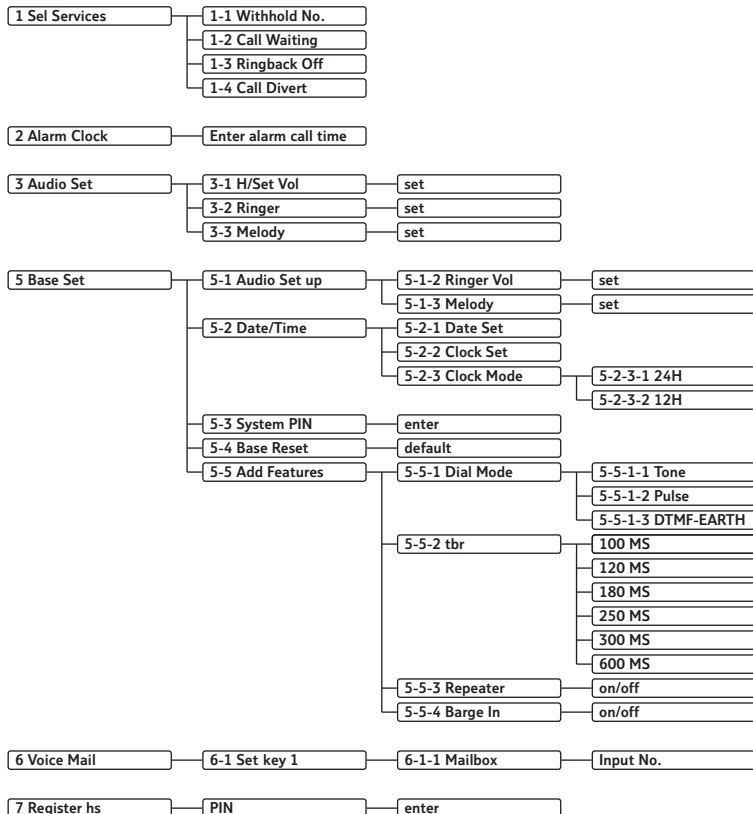 1 Sel Services
1-1 Withhold No.
1-2 Call Waiting
1-3 Ringback Off
1-4 Call Divert
2 Alarm Clock
Enter alarm call time
3 Audio Set
3-1 H/Set Vol
set
3-2 Ringer
set
3-3 Melody
set
5 Base Set
5-1 Audio Set up
5-1-2 Ringer Vol
set
5-1-3 Melody
set
5-2 Date/Time
5-2-1 Date Set
5-2-2 Clock Set
5-2-3 Clock Mode
5-2-3-1 24H
5-2-3-2 12H
5-3 System PIN
enter
5-4 Base Reset
default
5-5 Add Features
5-5-1 Dial Mode
5-5-1-1 Tone
5-5-1-2 Pulse
5-5-1-3 DTMF-EARTH
5-5-2 tbr
100 MS
120 MS
180 MS
250 MS
300 MS
600 MS
5-5-3 Repeater
on/off
5-5-4 Barge In
on/off
6 Voice Mail
6-1 Set key 1
6-1-1 Mailbox
Input No.
7 Register hs
PIN
enter